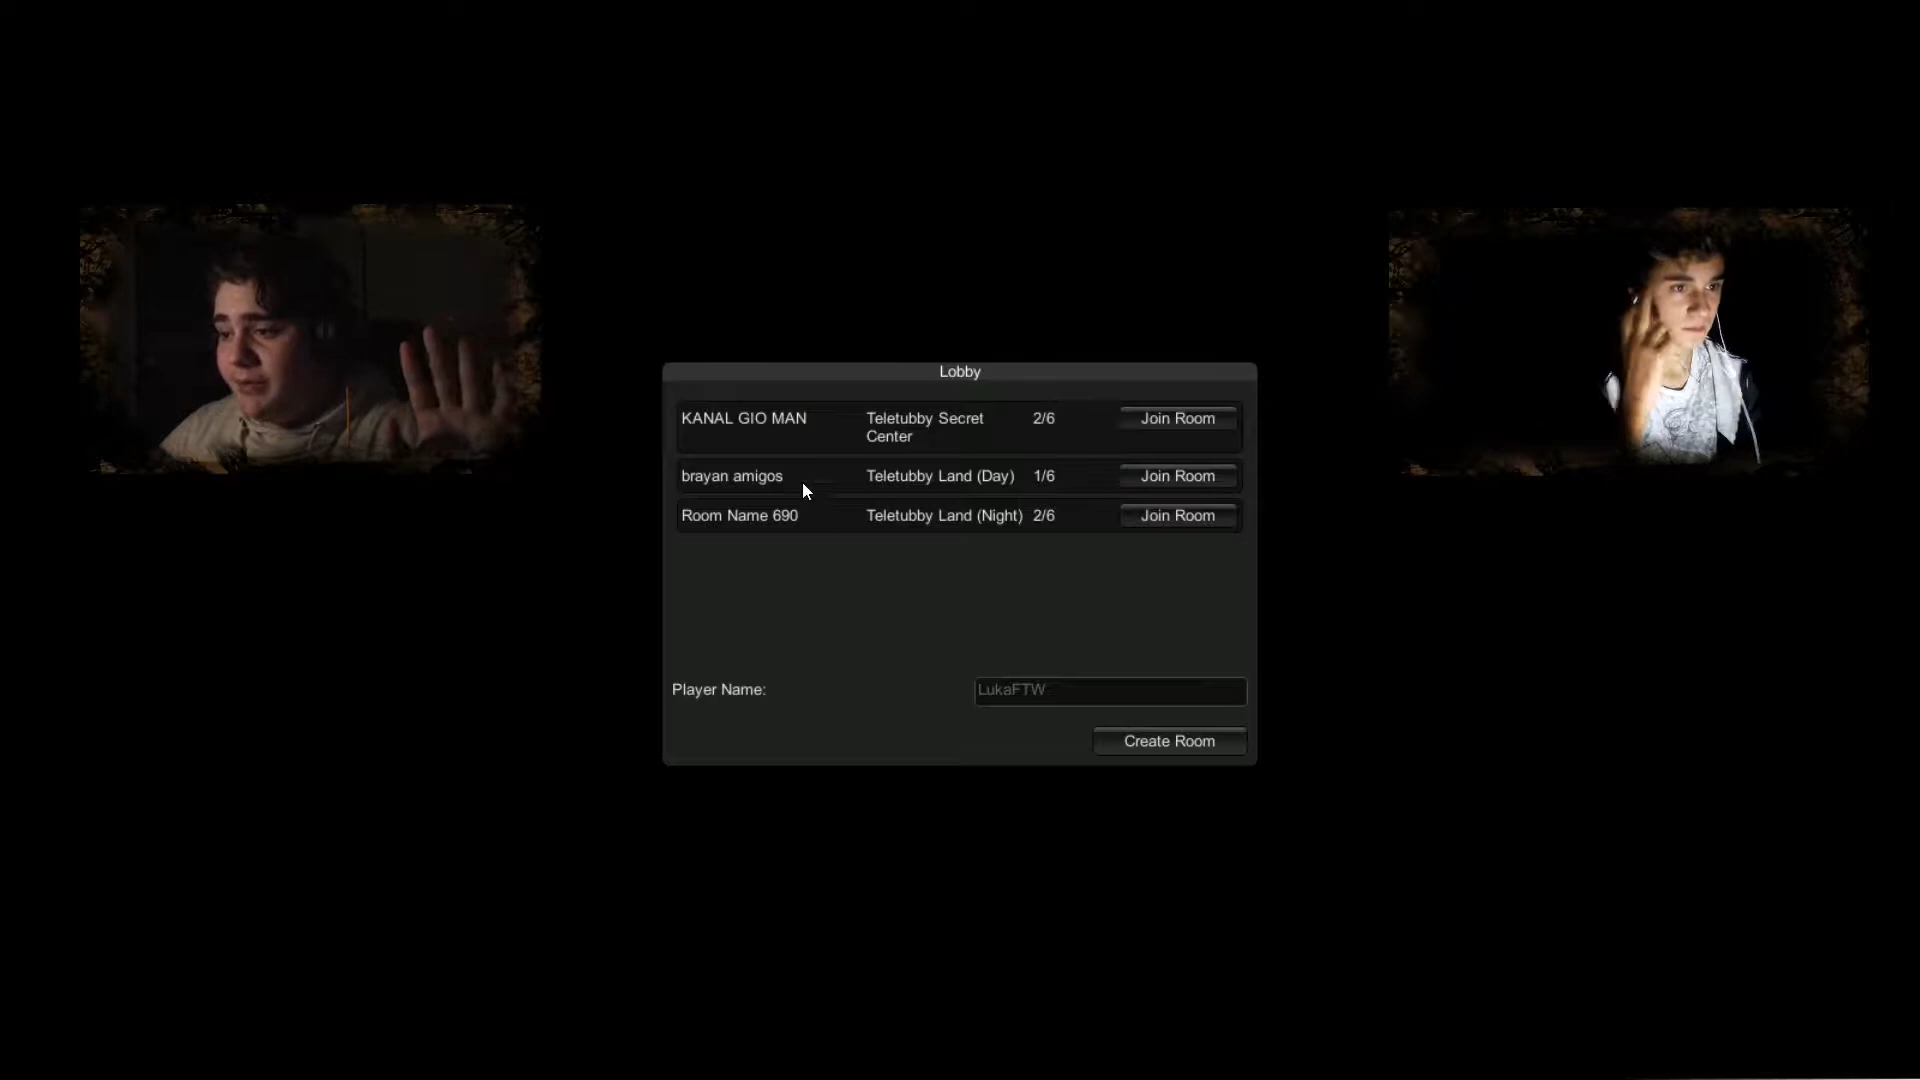 Lobby
KANAL GIO MAN Teletubby Secret Center 2/6 Join Room
brayan amigos Teletubby Land (Day) 1/6 Join Room
Room Name 690 Teletubby Land (Night) 2/6 Join Room
Player Name: LukaFTW
Create Room